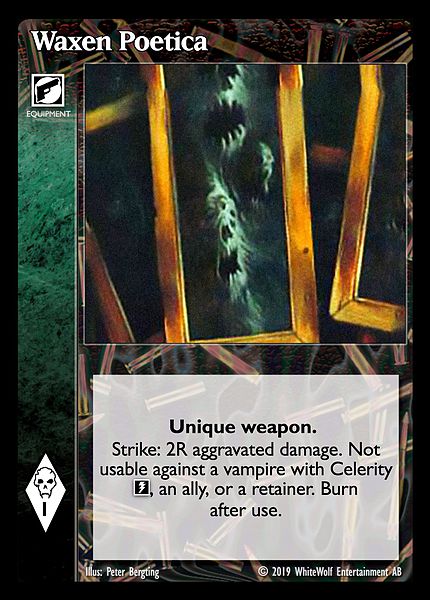 Waxen Poetica
EQUIPMENT
Unique weapon.
Strike: 2R aggravated damage. Not
usable against a vampire with Celerity
, an ally, or a retainer. Burn
after use.
I
Illus: Peter Bergting © 2019 WhiteWolf Entertainment AB